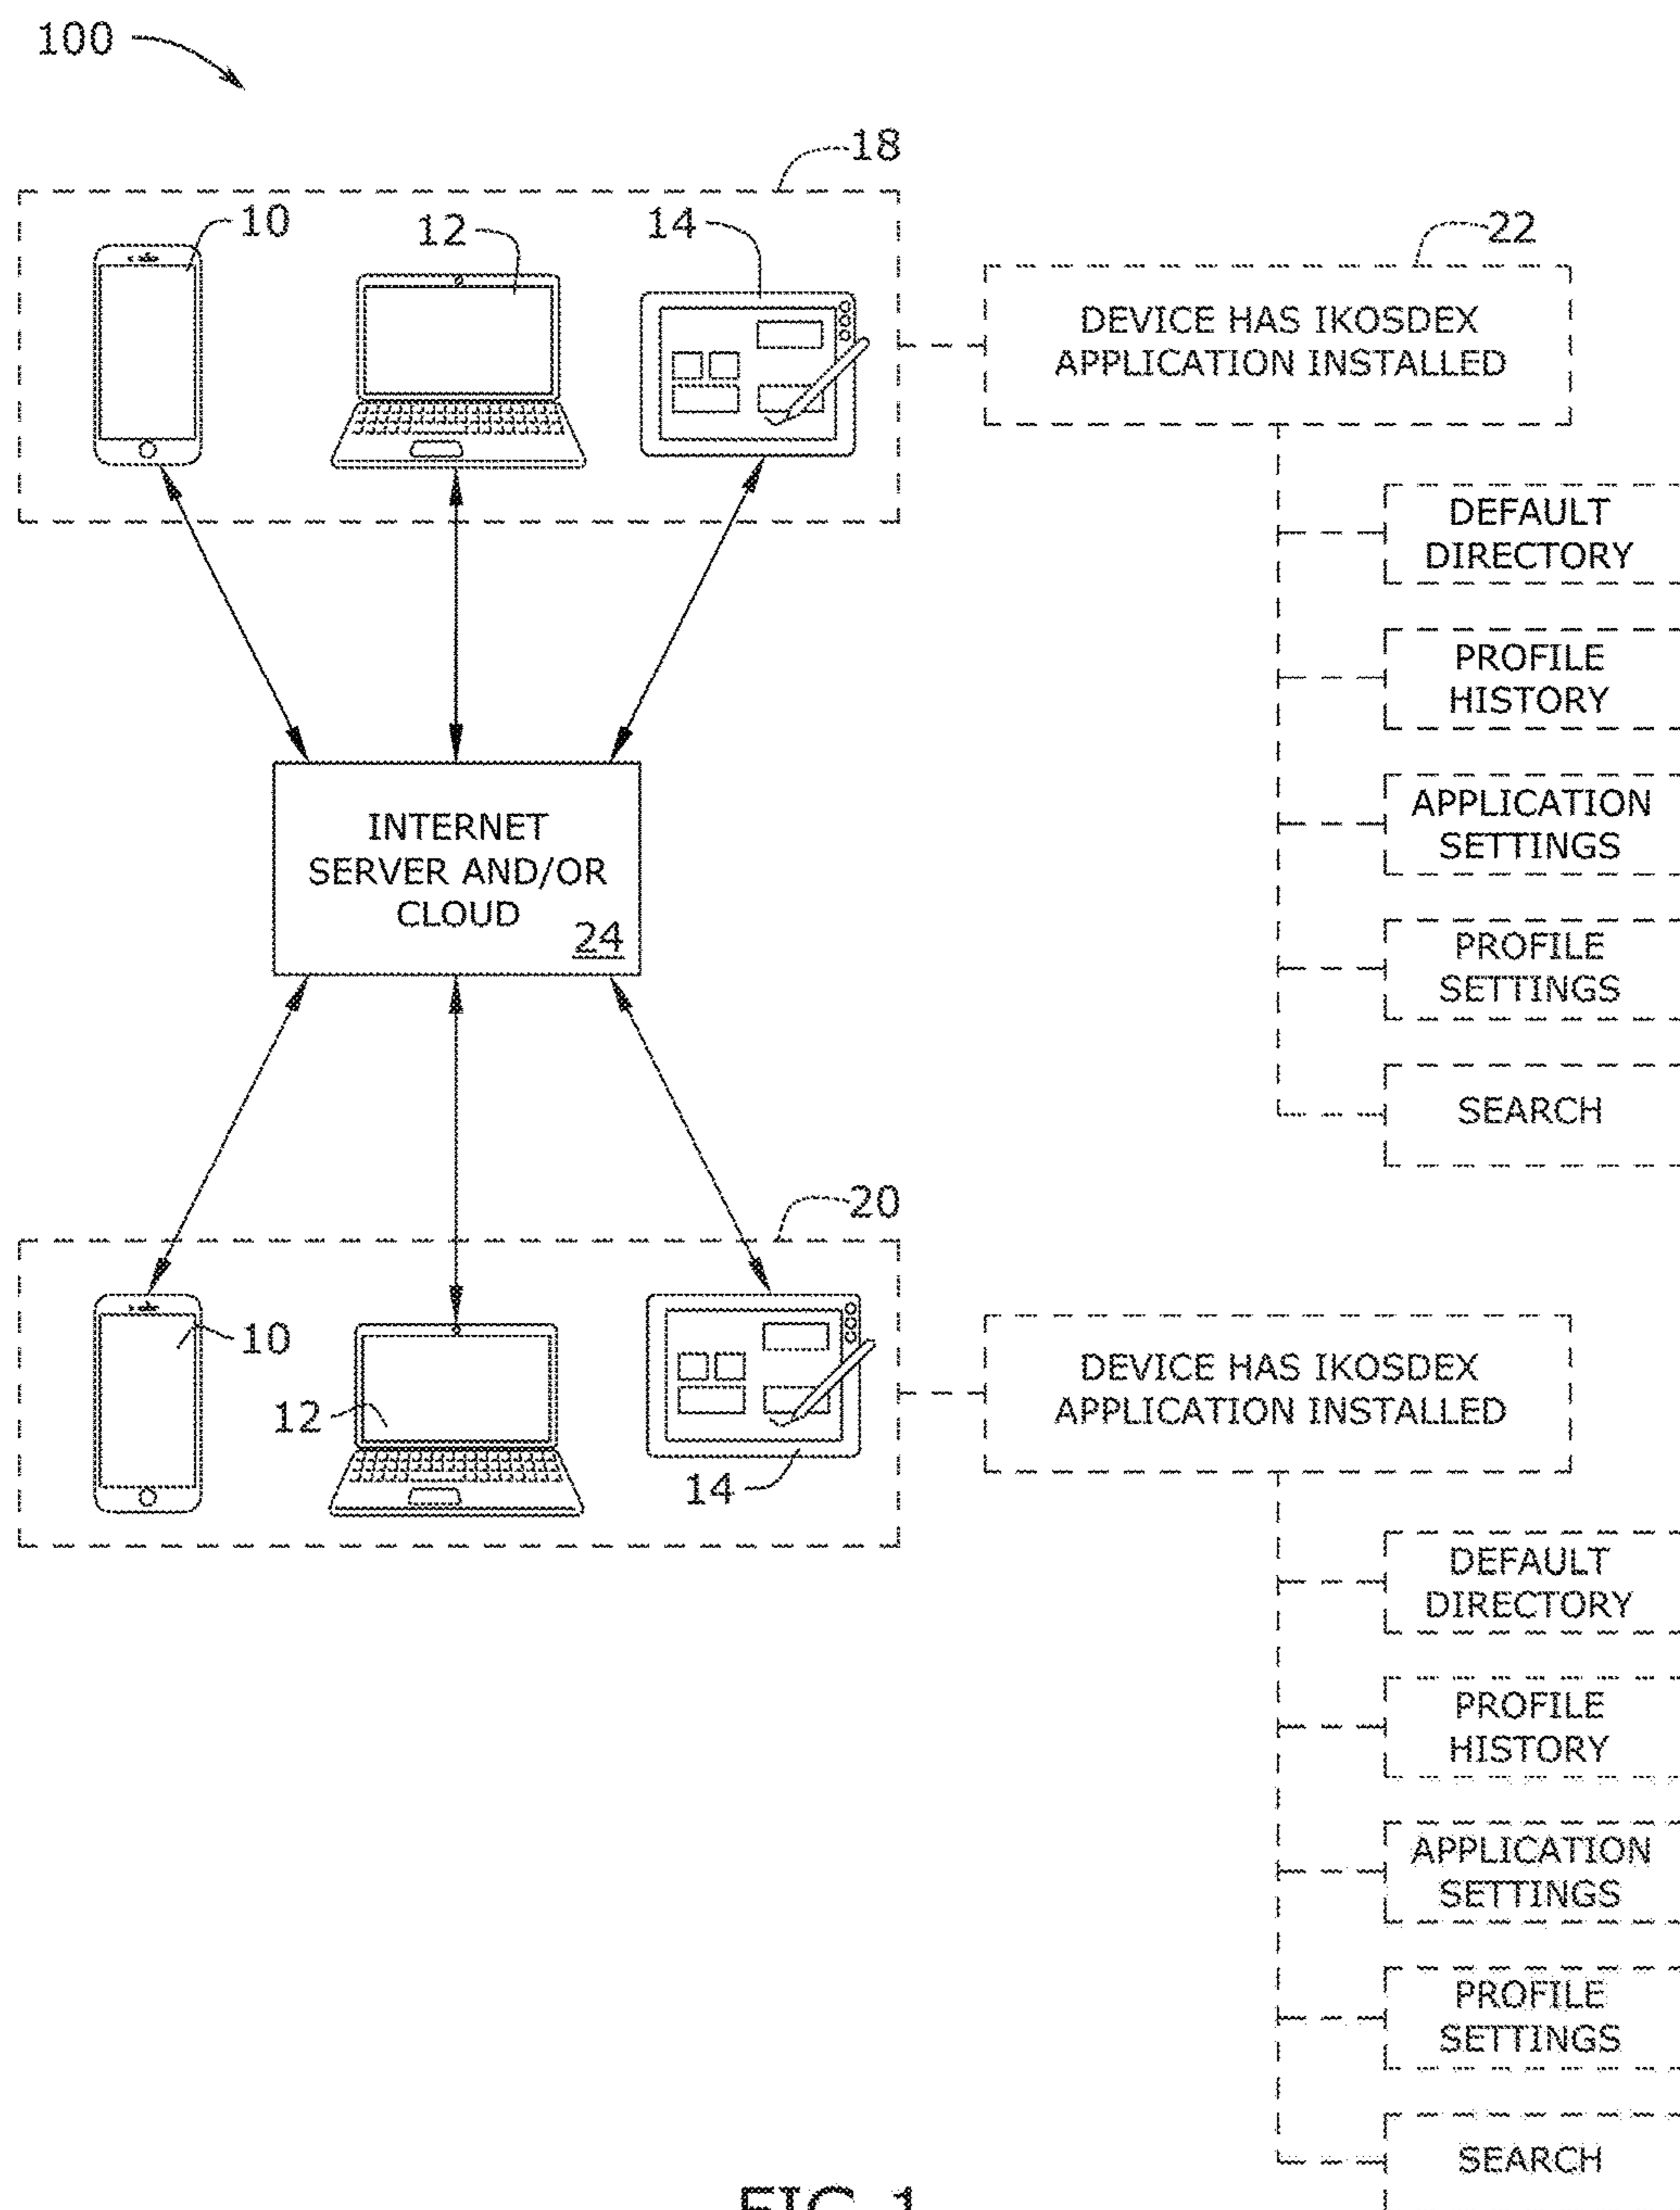 100
18
10
12
14
22
DEVICE HAS IKOSDEX
APPLICATION INSTALLED
DEFAULT
DIRECTORY
PROFILE
HISTORY
APPLICATION
SETTINGS
PROFILE
SETTINGS
SEARCH
INTERNET
SERVER AND/OR
CLOUD
24
20
10
12
14
DEVICE HAS IKOSDEX
APPLICATION INSTALLED
DEFAULT
DIRECTORY
PROFILE
HISTORY
APPLICATION
SETTINGS
PROFILE
SETTINGS
SEARCH
FIG. 1